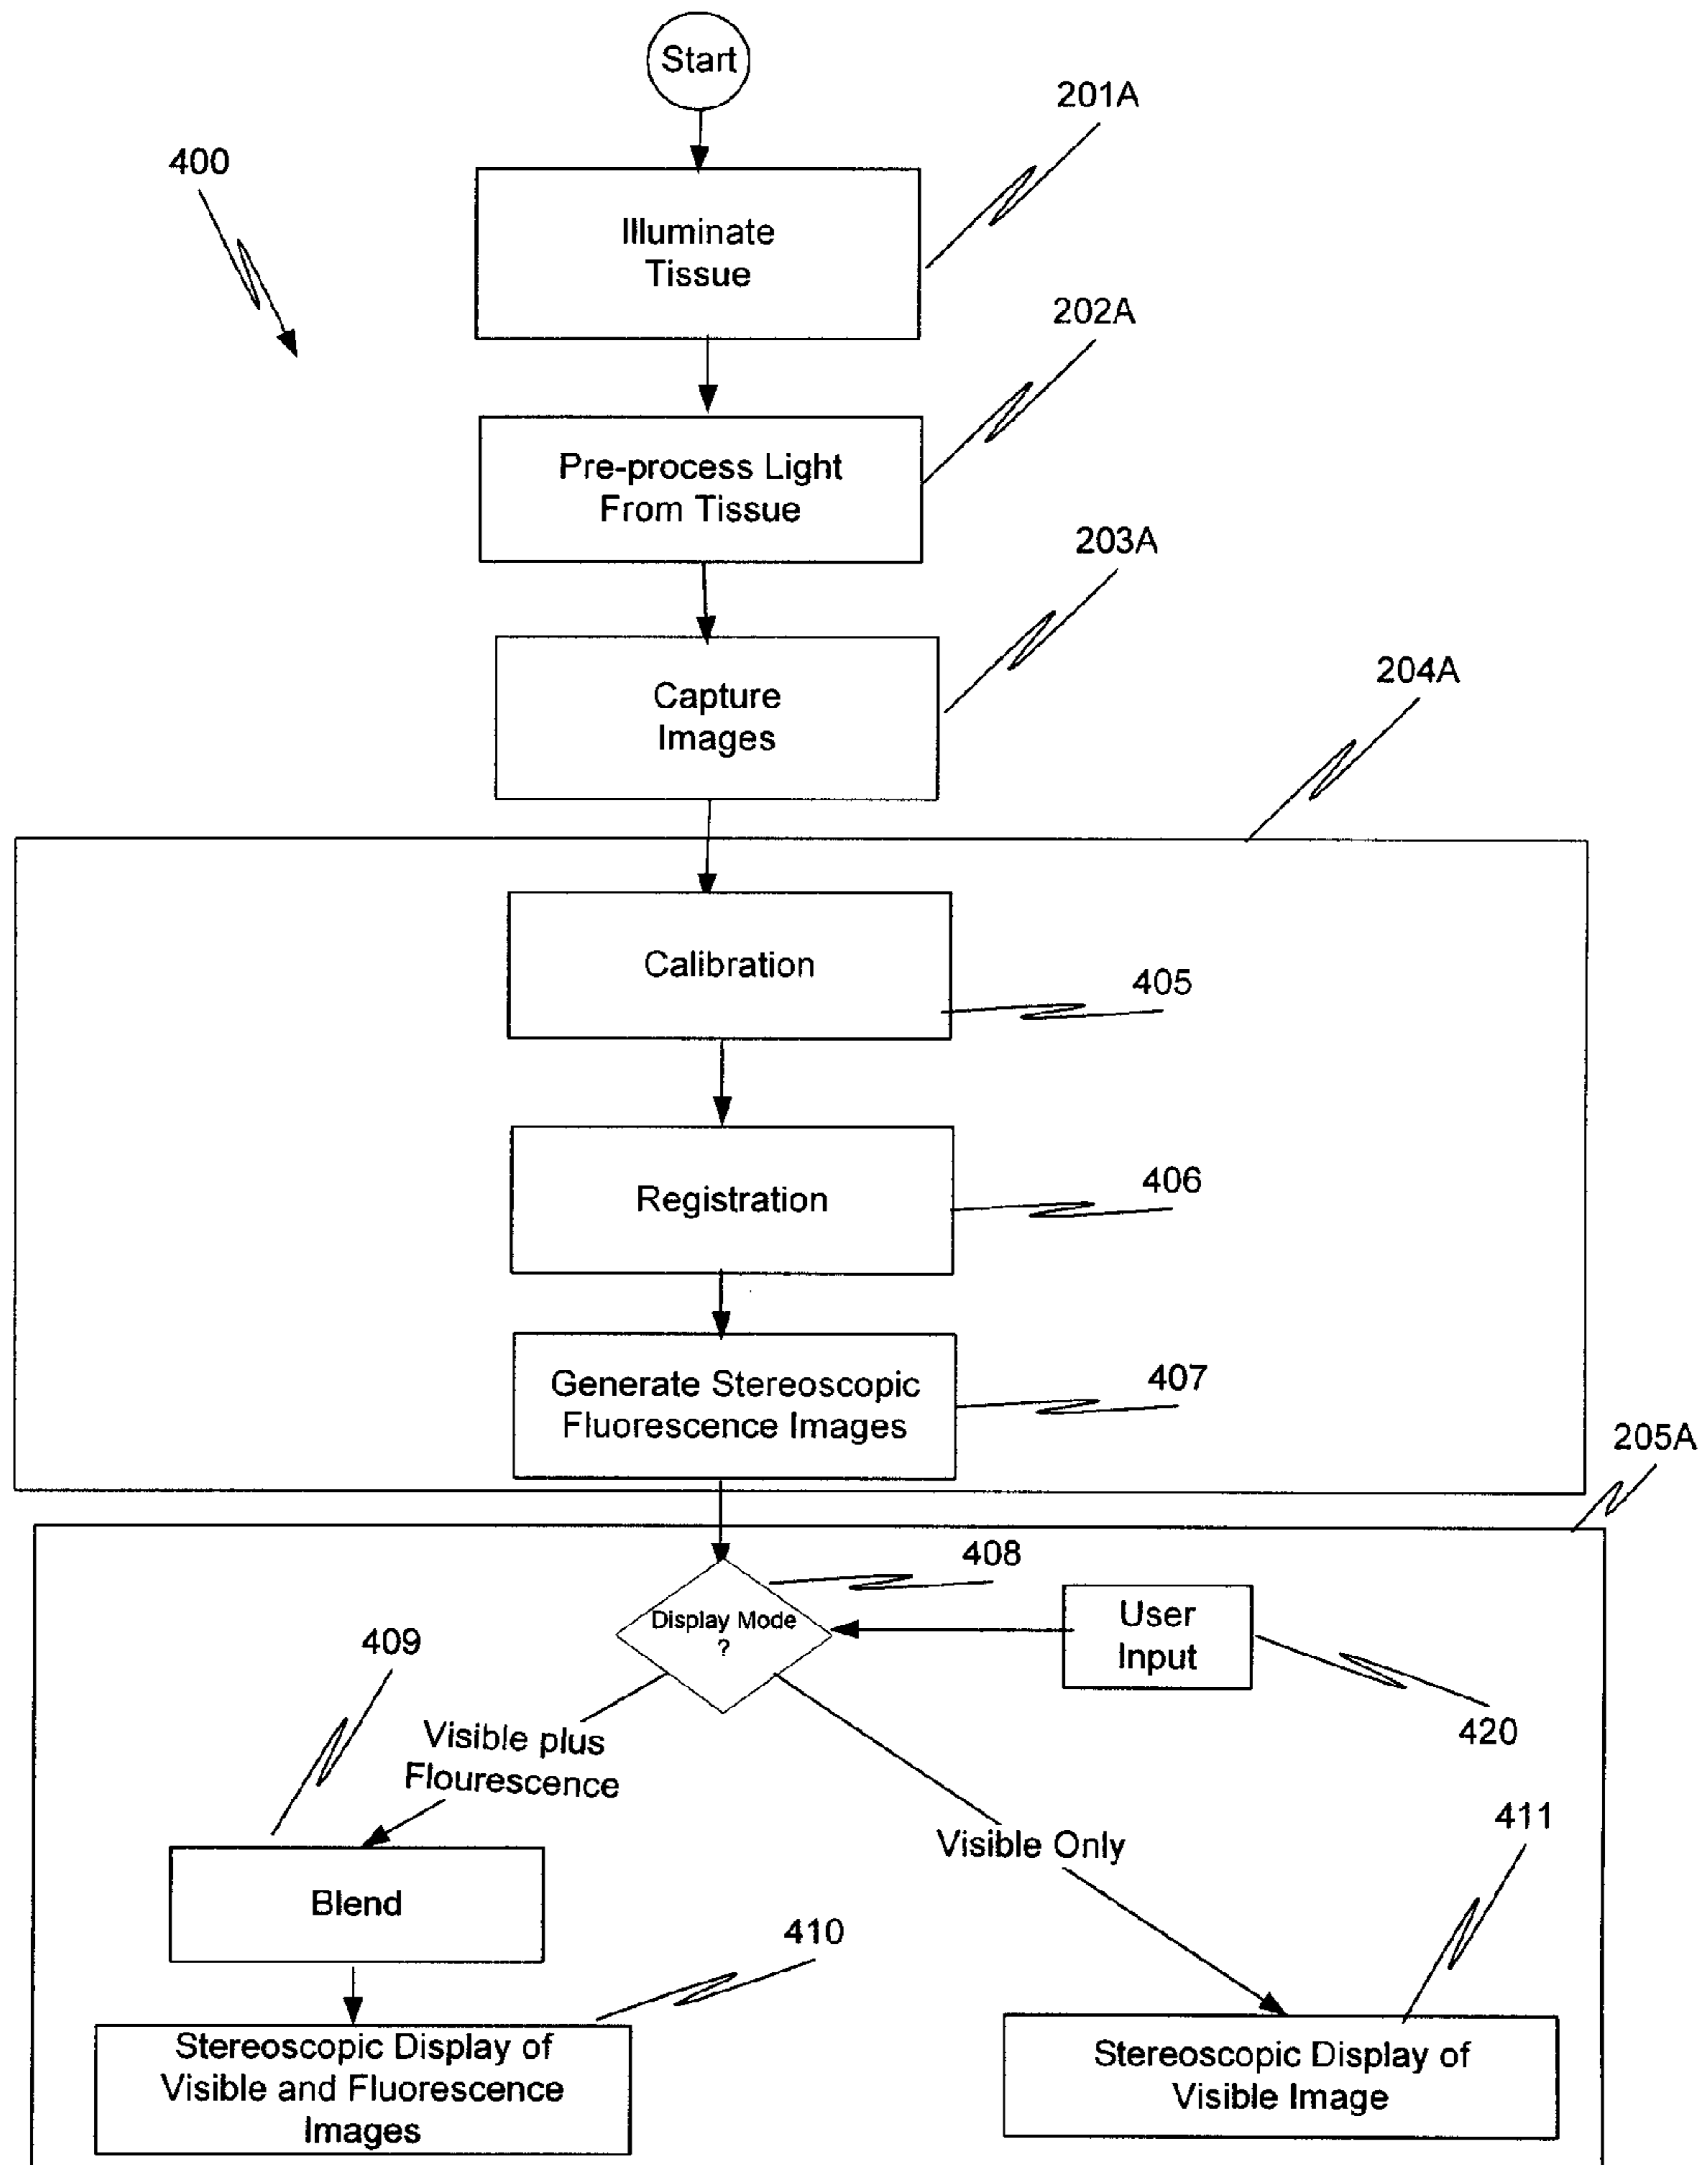 Start
201A
400
Illuminate
Tissue
202A
Pre-process Light
From Tissue
203A
Capture
Images
204A
Calibration
405
Registration
406
Generate Stereoscopic
Fluorescence Images
407
205A
408
Display Mode
?
User
Input
420
409
Visible plus
Flourescence
Visible Only
411
Blend
410
Stereoscopic Display of
Visible and Fluorescence
Images
Stereoscopic Display of
Visible Image